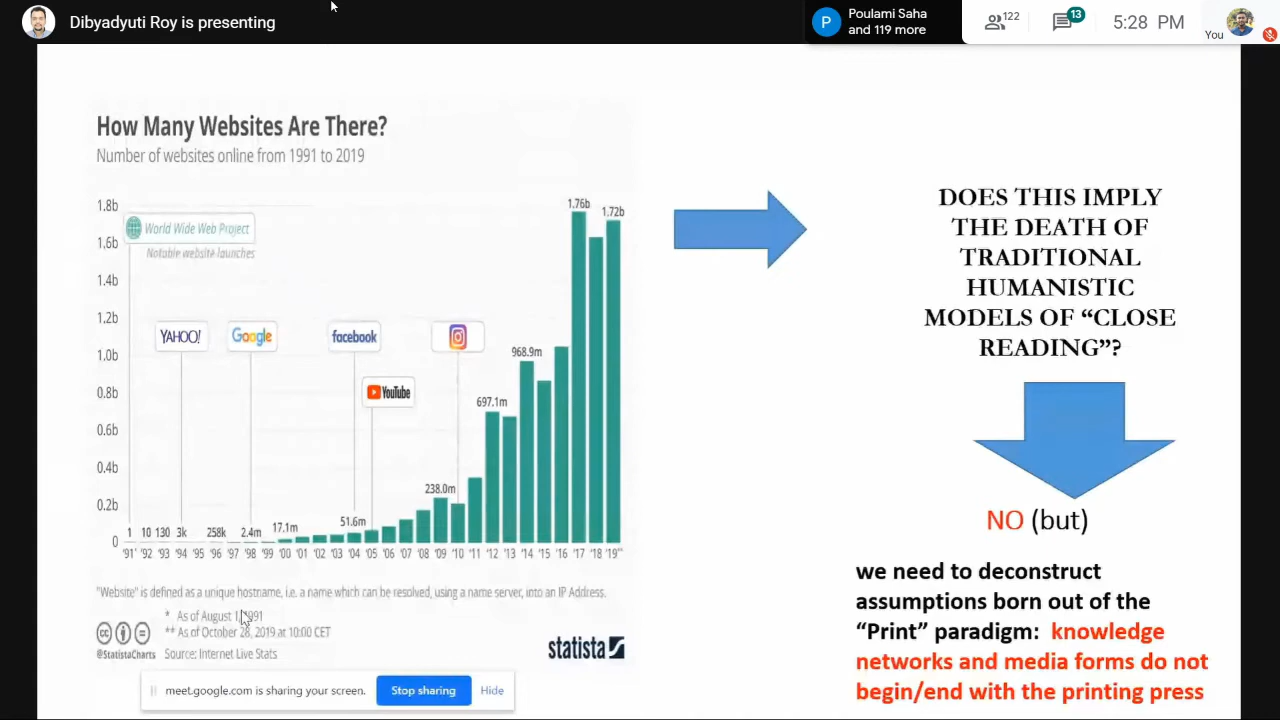 Dibyadyuti Roy is presenting
P
Poulami Saha
and 119 more
122
13
5:28 PM
You
How Many Websites Are There?
Number of websites online from 1991 to 2019
1.8b
1.6b
1.4b
1.2b
1.0b
0.8b
0.6b
0.4b
0.2b
0
World Wide Web Project
Notable website launches
YAHOO!
Google
facebook
YouTube
1
10
130
3k
258k
2.4m
17.1m
51.6m
238.0m
697.1m
968.9m
1.76b
1.72b
'91* '92 '93 '94 '95 '96 '97 '98 '99 '00 '01 '02 '03 '04 '05 '06 '07 '08 '09 '10 '11 '12 '13 '14 '15 '16 '17 '18 '19**
"Website" is defined as a unique hostname, i.e. a name which can be resolved, using a name server, into an IP Address.
* As of August 1, 1991
** As of October 28, 2019 at 10:00 CET
@StatistaCharts Source: Internet Live Stats
cc
statista
meet.google.com is sharing your screen.
Stop sharing
Hide
DOES THIS IMPLY
THE DEATH OF
TRADITIONAL
HUMANISTIC
MODELS OF “CLOSE
READING”?
NO (but)
we need to deconstruct
assumptions born out of the
“Print” paradigm: knowledge
networks and media forms do not
begin/end with the printing press